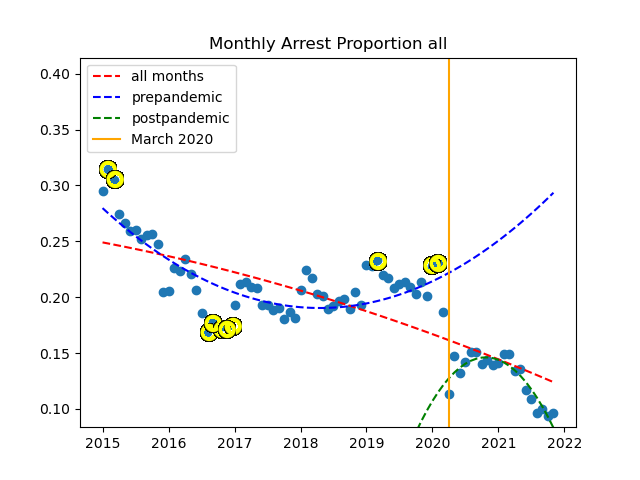 Monthly Arrest Proportion all
all months
prepandemic
postpandemic
March 2020
0.40
0.35
0.30
0.25
0.20
0.15
0.10
2015 2016 2017 2018 2019 2020 2021 2022